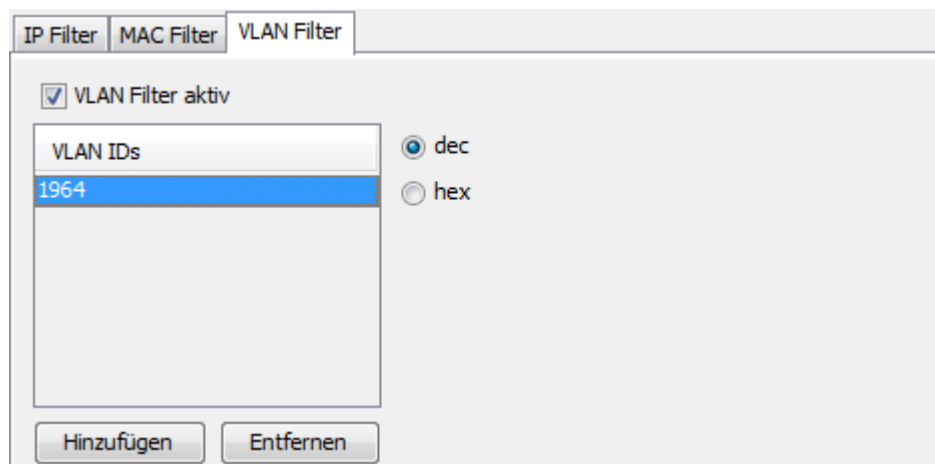 IP Filter MAC Filter VLAN Filter
VLAN Filter aktiv
VLAN IDs
dec
1964
hex
Hinzufügen Entfernen